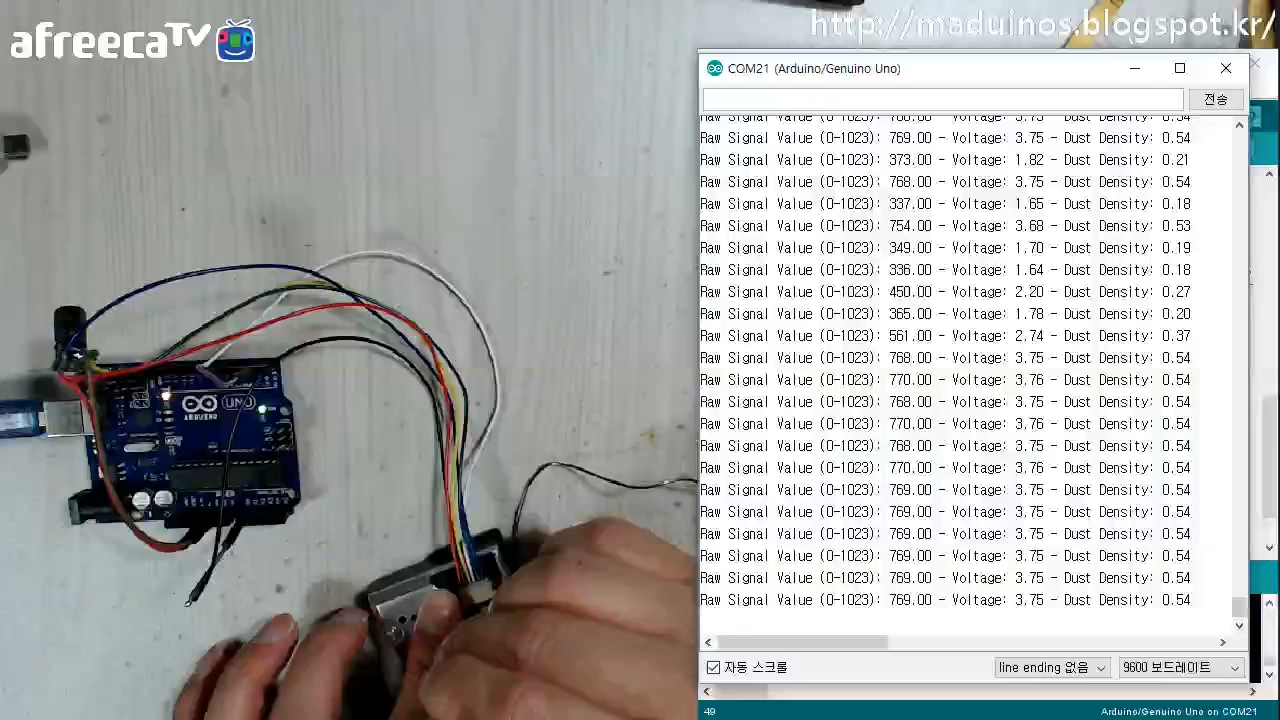 afreecaTV
http://maduinos.blogspot.kr/
COM21 (Arduino/Genuino Uno)
전송
Raw Signal Value (0-1023): 769.00 - Voltage: 3.75 - Dust Density: 0.54
Raw Signal Value (0-1023): 373.00 - Voltage: 1.82 - Dust Density: 0.21
Raw Signal Value (0-1023): 768.00 - Voltage: 3.75 - Dust Density: 0.54
Raw Signal Value (0-1023): 337.00 - Voltage: 1.65 - Dust Density: 0.18
Raw Signal Value (0-1023): 754.00 - Voltage: 3.68 - Dust Density: 0.53
Raw Signal Value (0-1023): 349.00 - Voltage: 1.70 - Dust Density: 0.19
Raw Signal Value (0-1023): 336.00 - Voltage: 1.64 - Dust Density: 0.18
Raw Signal Value (0-1023): 450.00 - Voltage: 2.20 - Dust Density: 0.27
Raw Signal Value (0-1023): 365.00 - Voltage: 1.78 - Dust Density: 0.20
Raw Signal Value (0-1023): 561.00 - Voltage: 2.74 - Dust Density: 0.37
Raw Signal Value (0-1023): 768.00 - Voltage: 3.75 - Dust Density: 0.54
Raw Signal Value (0-1023): 770.00 - Voltage: 3.76 - Dust Density: 0.54
Raw Signal Value (0-1023): 768.00 - Voltage: 3.75 - Dust Density: 0.54
Raw Signal Value (0-1023): 770.00 - Voltage: 3.76 - Dust Density: 0.54
Raw Signal Value (0-1023): 768.00 - Voltage: 3.75 - Dust Density: 0.54
Raw Signal Value (0-1023): 770.00 - Voltage: 3.76 - Dust Density: 0.54
Raw Signal Value (0-1023): 769.00 - Voltage: 3.75 - Dust Density: 0.54
Raw Signal Value (0-1023): 769.00 - Voltage: 3.75 - Dust Density: 0.54
Raw Signal Value (0-1023): 769.00 - Voltage: 3.75 - Dust Density: 0.54
Raw Signal Value (0-1023): 769.00 - Voltage: 3.75 - Dust Density: 0.54
Raw Signal Value (0-1023): 769.00 - Voltage: 3.75 - Dust Density: 0.54
Raw Signal Value (0-1023): 769.00 - Voltage: 3.75 - Dust Density: 0.54
자동 스크롤
line ending 없음
9600 보드레이트
49
Arduino/Genuino Uno on COM21
UNO
ARDUINO